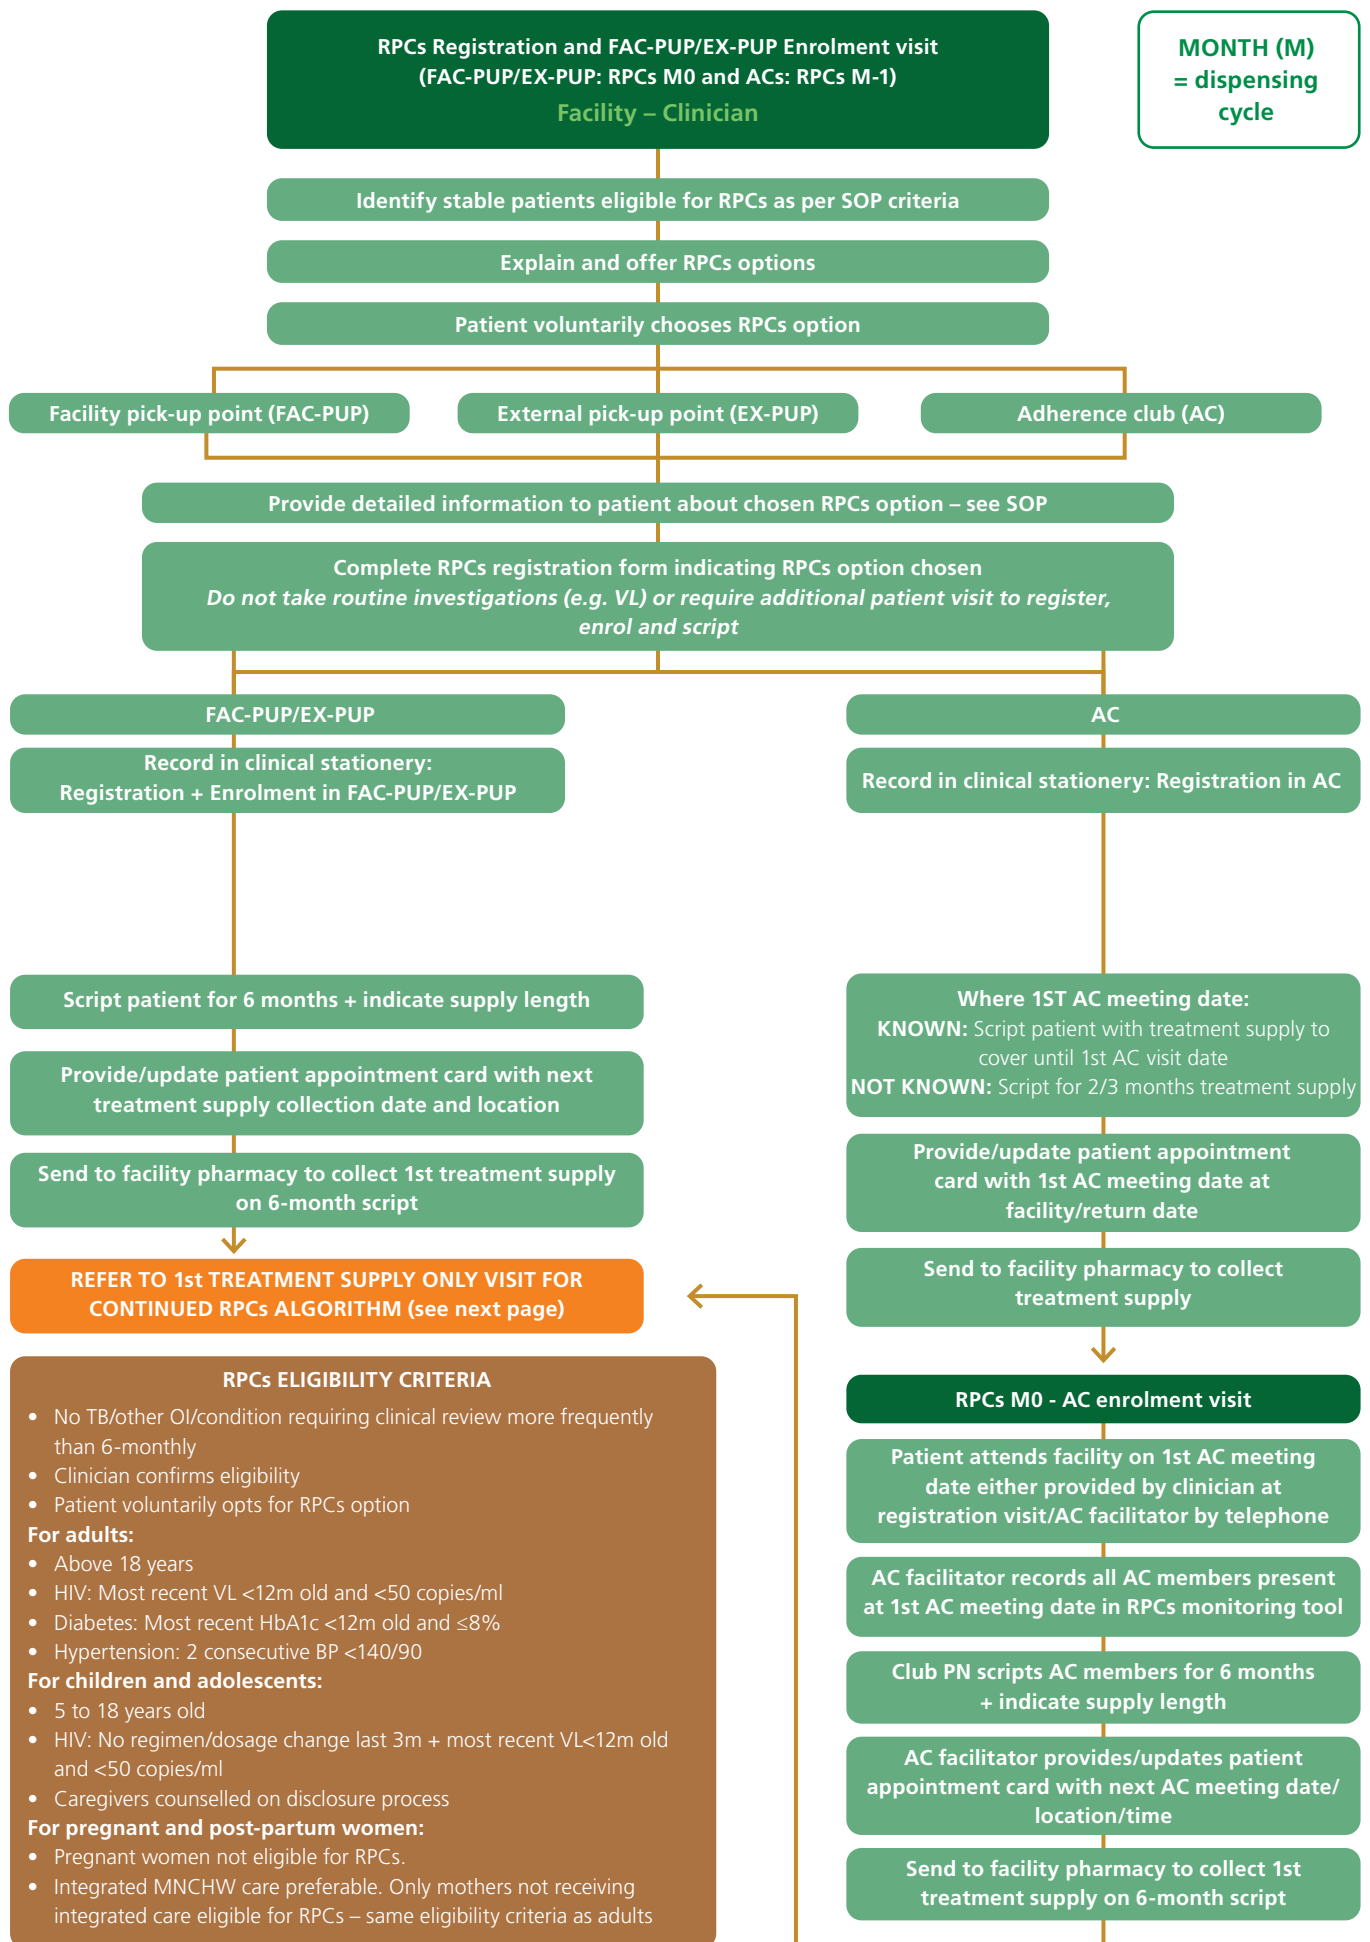 RPCs Registration and FAC-PUP/EX-PUP Enrolment visit
(FAC-PUP/EX-PUP: RPCs M0 and ACs: RPCs M-1)
Facility – Clinician
MONTH (M)
= dispensing
cycle
Identify stable patients eligible for RPCs as per SOP criteria
Explain and offer RPCs options
Patient voluntarily chooses RPCs option
Facility pick-up point (FAC-PUP)
External pick-up point (EX-PUP)
Adherence club (AC)
Provide detailed information to patient about chosen RPCs option – see SOP
Complete RPCs registration form indicating RPCs option chosen
Do not take routine investigations (e.g. VL) or require additional patient visit to register,
enrol and script
FAC-PUP/EX-PUP
Record in clinical stationery:
Registration + Enrolment in FAC-PUP/EX-PUP
Script patient for 6 months + indicate supply length
Provide/update patient appointment card with next
treatment supply collection date and location
Send to facility pharmacy to collect 1st treatment supply
on 6-month script
REFER TO 1st TREATMENT SUPPLY ONLY VISIT FOR
CONTINUED RPCs ALGORITHM (see next page)
AC
Record in clinical stationery: Registration in AC
Where 1ST AC meeting date:
KNOWN: Script patient with treatment supply to
cover until 1st AC visit date
NOT KNOWN: Script for 2/3 months treatment supply
Provide/update patient appointment
card with 1st AC meeting date at
facility/return date
Send to facility pharmacy to collect
treatment supply
RPCs M0 - AC enrolment visit
Patient attends facility on 1st AC meeting
date either provided by clinician at
registration visit/AC facilitator by telephone
AC facilitator records all AC members present
at 1st AC meeting date in RPCs monitoring tool
Club PN scripts AC members for 6 months
+ indicate supply length
AC facilitator provides/updates patient
appointment card with next AC meeting date/
location/time
Send to facility pharmacy to collect 1st
treatment supply on 6-month script
RPCs ELIGIBILITY CRITERIA
• No TB/other OI/condition requiring clinical review more frequently
than 6-monthly
• Clinician confirms eligibility
• Patient voluntarily opts for RPCs option
For adults:
• Above 18 years
• HIV: Most recent VL <12m old and <50 copies/ml
• Diabetes: Most recent HbA1c <12m old and ≤8%
• Hypertension: 2 consecutive BP <140/90
For children and adolescents:
• 5 to 18 years old
• HIV: No regimen/dosage change last 3m + most recent VL<12m old
and <50 copies/ml
• Caregivers counselled on disclosure process
For pregnant and post-partum women:
• Pregnant women not eligible for RPCs.
• Integrated MNCHW care preferable. Only mothers not receiving
integrated care eligible for RPCs – same eligibility criteria as adults